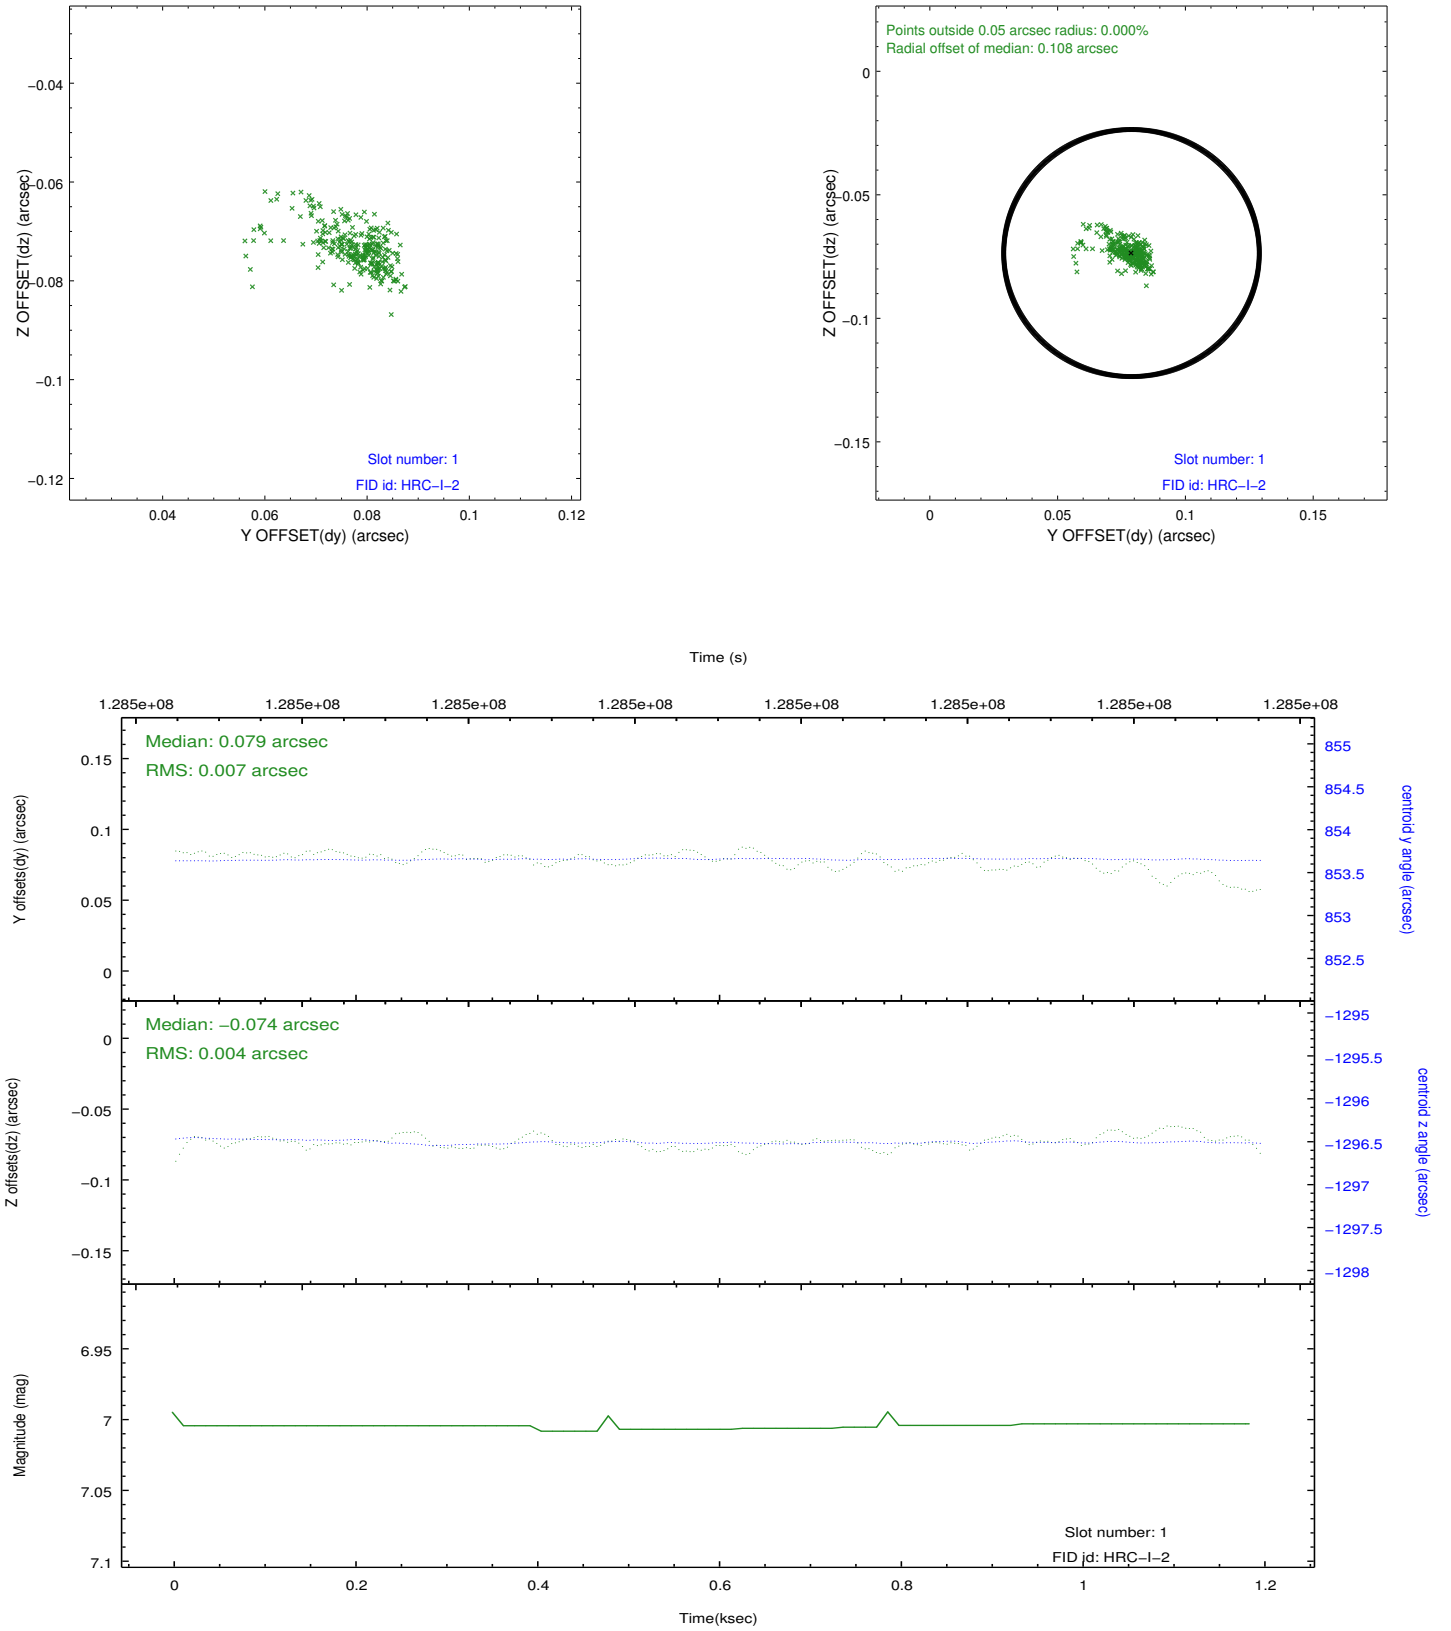 −0.04
−0.06
−0.08
−0.1
−0.12
Z OFFSET(dz) (arcsec)
0.04
0.06
0.08
0.1
0.12
Y OFFSET(dy) (arcsec)
Slot number: 1
FID id: HRC−I−2
Points outside 0.05 arcsec radius: 0.000%
Radial offset of median: 0.108 arcsec
0
−0.05
−0.1
−0.15
Z OFFSET(dz) (arcsec)
0
0.05
0.1
0.15
Y OFFSET(dy) (arcsec)
Slot number: 1
FID id: HRC−I−2
Time (s)
1.285e+08 1.285e+08 1.285e+08 1.285e+08 1.285e+08 1.285e+08 1.285e+08 1.285e+08
Median: 0.079 arcsec
RMS: 0.007 arcsec
0.15
0.1
0.05
0
Y offsets(dy) (arcsec)
855
854.5
854
853.5
853
852.5
centroid y angle (arcsec)
Median: −0.074 arcsec
RMS: 0.004 arcsec
0
−0.05
−0.1
−0.15
Z offsets(dz) (arcsec)
−1295
−1295.5
−1296
−1296.5
−1297
−1297.5
−1298
centroid z angle (arcsec)
6.95
7
7.05
7.1
Magnitude (mag)
Slot number: 1
FID id: HRC−I−2
0 0.2 0.4 0.6 0.8 1 1.2
Time(ksec)